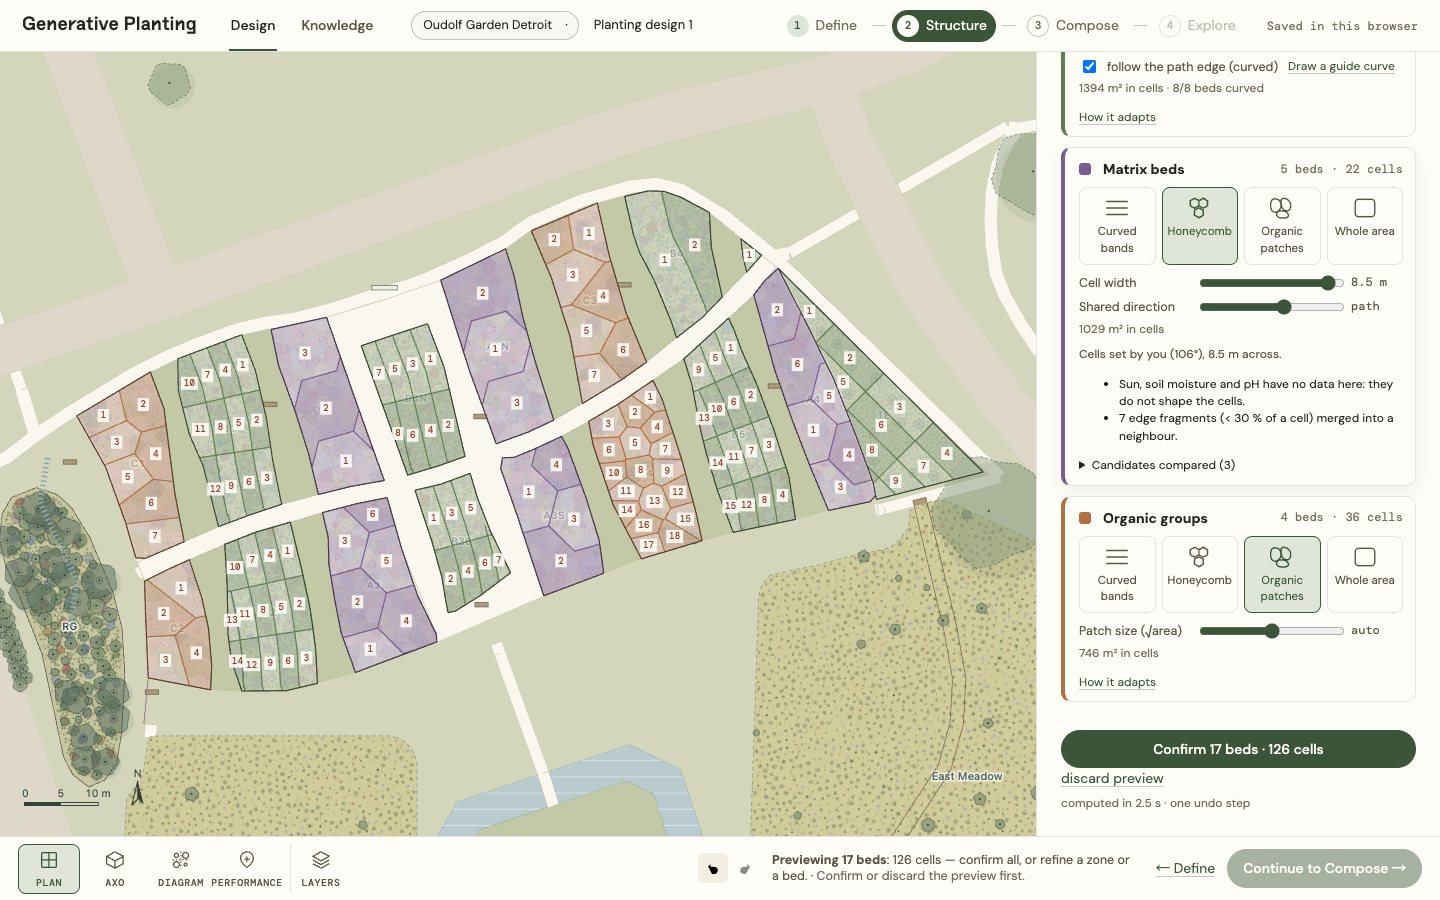 Generative Planting
Design
Knowledge
Oudolf Garden Detroit ·
Planting design 1
1 Define
2 Structure
3 Compose
4 Explore
Saved in this browser
follow the path edge (curved) Draw a guide curve
1394 m² in cells · 8/8 beds curved
How it adapts
Matrix beds 5 beds · 22 cells
Curved bands
Honeycomb
Organic patches
Whole area
Cell width 8.5 m
Shared direction path
1029 m² in cells
Cells set by you (106°), 8.5 m across.
• Sun, soil moisture and pH have no data here: they
do not shape the cells.
• 7 edge fragments (< 30 % of a cell) merged into a
neighbour.
▶ Candidates compared (3)
Organic groups 4 beds · 36 cells
Curved bands
Honeycomb
Organic patches
Whole area
Patch size (√area) auto
746 m² in cells
How it adapts
Confirm 17 beds · 126 cells
discard preview
computed in 2.5 s · one undo step
RG
East Meadow
N
0 5 10 m
PLAN
AXO
DIAGRAM
PERFORMANCE
LAYERS
Previewing 17 beds: 126 cells — confirm all, or refine a zone or
a bed. · Confirm or discard the preview first.
← Define
Continue to Compose →